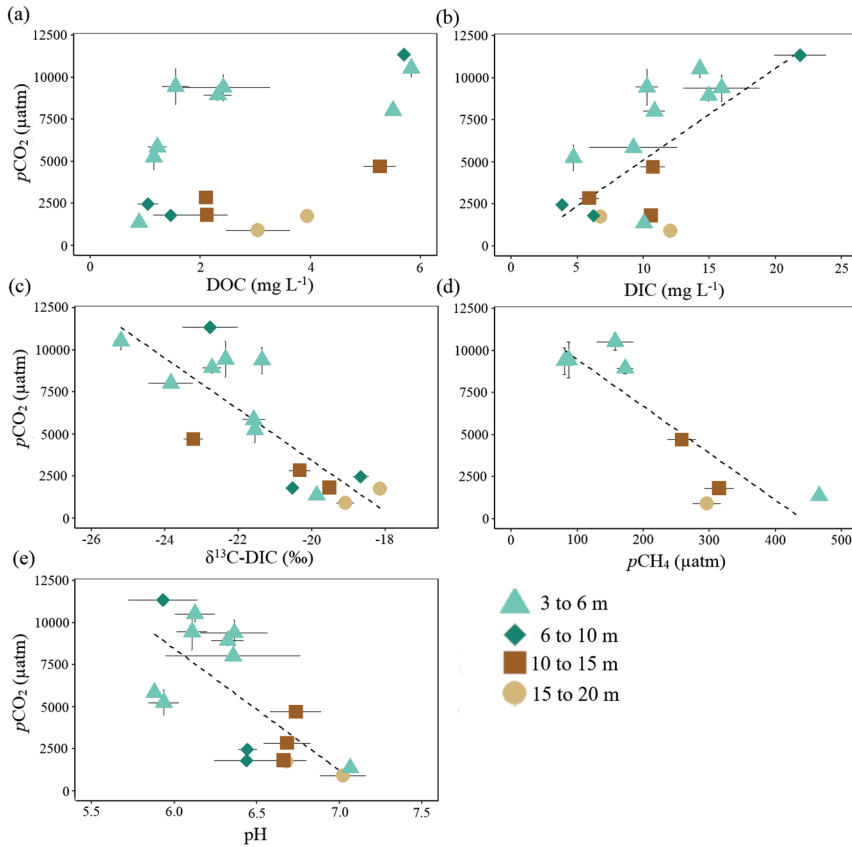 (a)
12500
10000
7500
5000
2500
0
pCO₂ (µatm)
0 2 4 6
DOC (mg L⁻¹)
(b)
12500
10000
7500
5000
2500
0
0 5 10 15 20 25
DIC (mg L⁻¹)
(c)
12500
10000
7500
5000
2500
0
pCO₂ (µatm)
-26 -24 -22 -20 -18
δ¹³C-DIC (‰)
(d)
12500
10000
7500
5000
2500
0
0 100 200 300 400 500
pCH₄ (µatm)
(e)
12500
10000
7500
5000
2500
0
pCO₂ (µatm)
5.5 6.0 6.5 7.0 7.5
pH
3 to 6 m
6 to 10 m
10 to 15 m
15 to 20 m